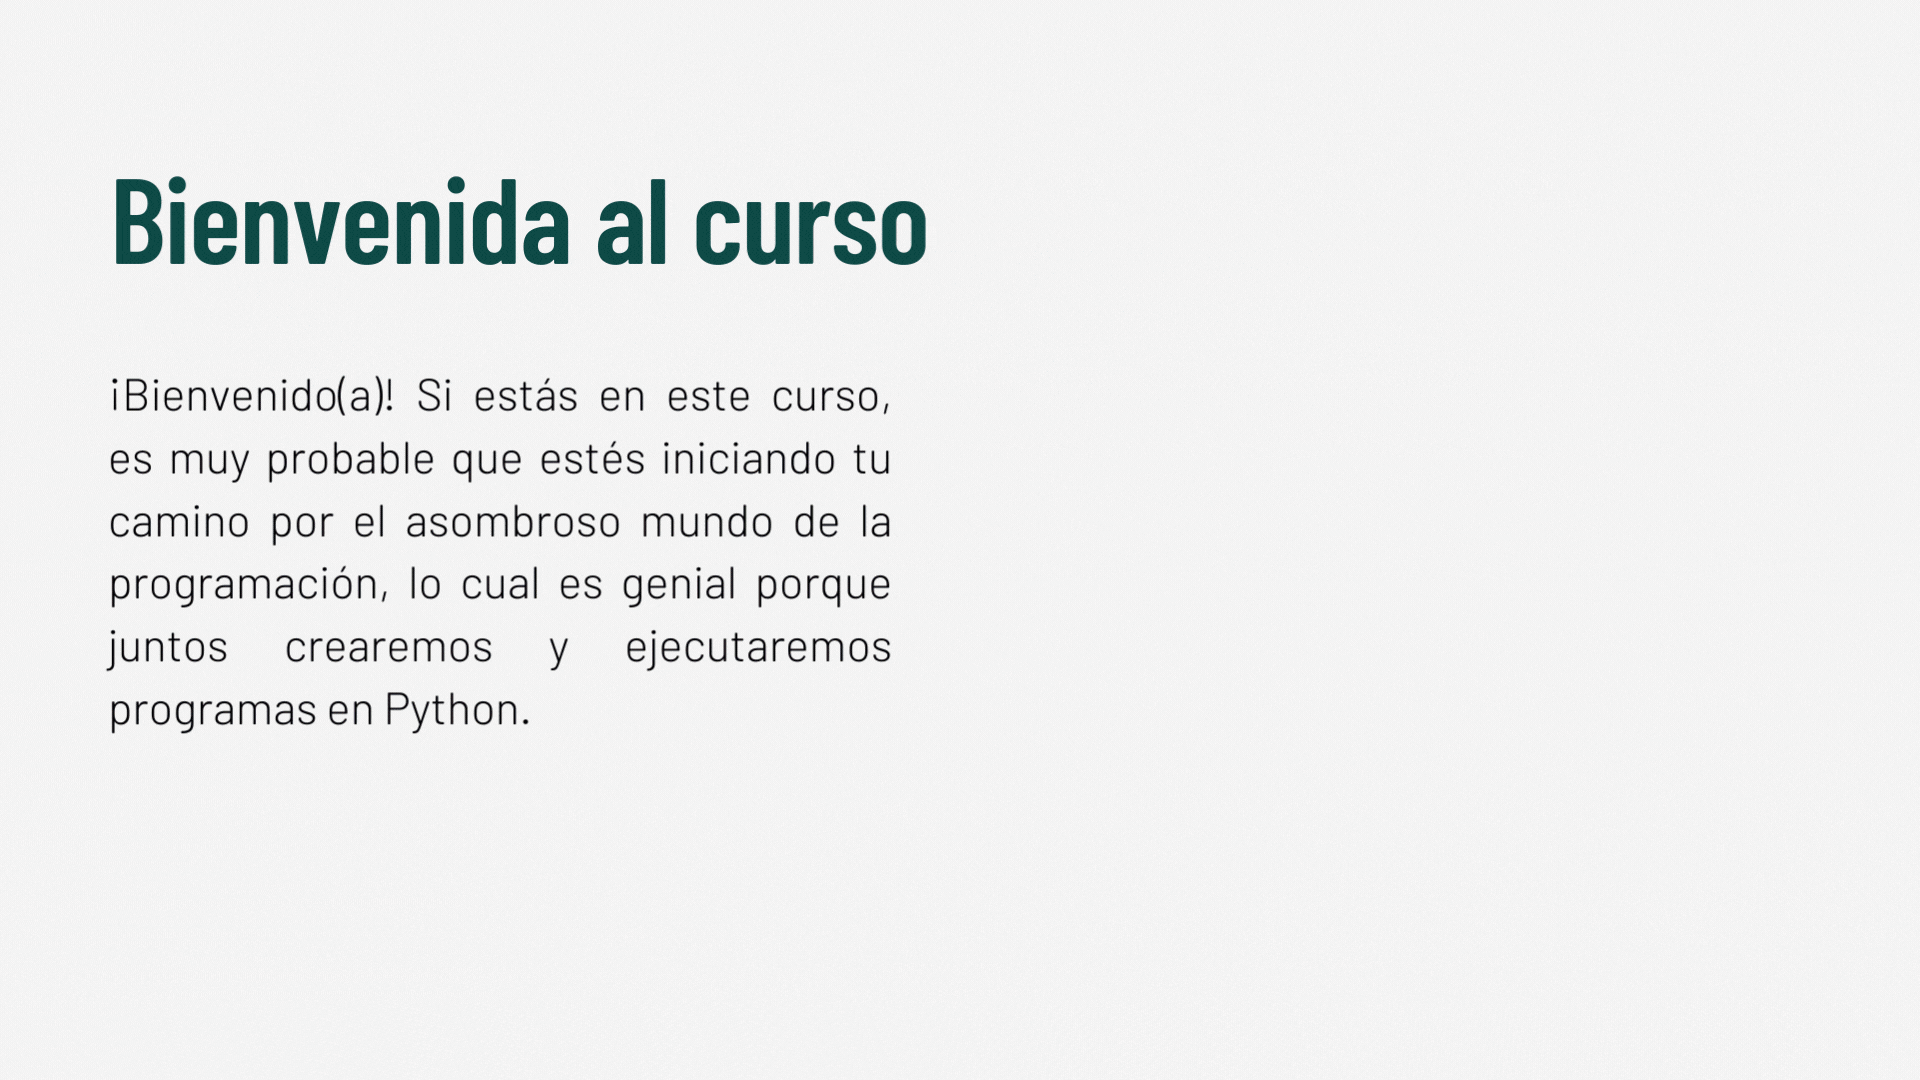 Bienvenida al curso
¡Bienvenido(a)! Si estás en este curso,
es muy probable que estés iniciando tu
camino por el asombroso mundo de la
programación, lo cual es genial porque
juntos crearemos y ejecutaremos
programas en Python.